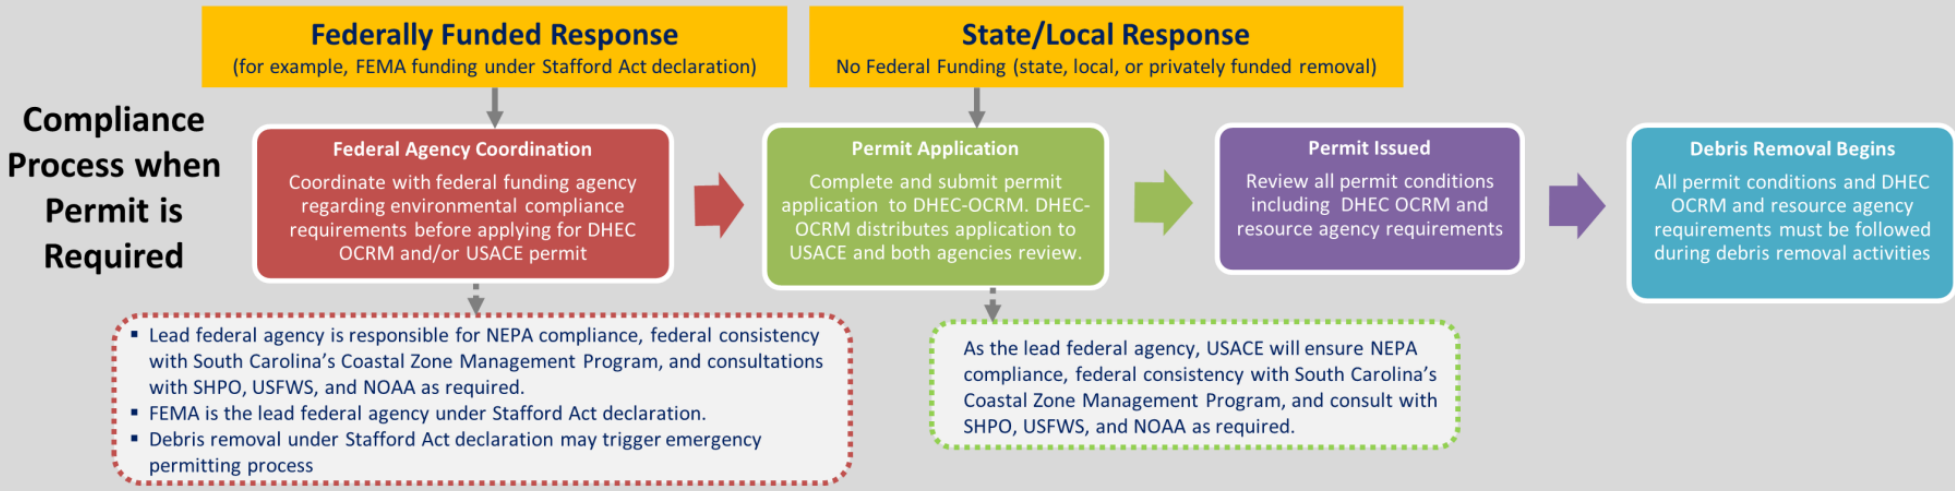 Compliance
Process when
Permit is
Required
Federally Funded Response
(for example, FEMA funding under Stafford Act declaration)
State/Local Response
No Federal Funding (state, local, or privately funded removal)
Federal Agency Coordination
Coordinate with federal funding agency
regarding environmental compliance
requirements before applying for DHEC
OCRM and/or USACE permit
Permit Application
Complete and submit permit
application to DHEC-OCRM. DHEC-
OCRM distributes application to
USACE and both agencies review.
Permit Issued
Review all permit conditions
including DHEC OCRM and
resource agency requirements
Debris Removal Begins
All permit conditions and DHEC
OCRM and resource agency
requirements must be followed
during debris removal activities
▪ Lead federal agency is responsible for NEPA compliance, federal consistency
with South Carolina’s Coastal Zone Management Program, and consultations
with SHPO, USFWS, and NOAA as required.
▪ FEMA is the lead federal agency under Stafford Act declaration.
▪ Debris removal under Stafford Act declaration may trigger emergency
permitting process
As the lead federal agency, USACE will ensure NEPA
compliance, federal consistency with South Carolina’s
Coastal Zone Management Program, and consult with
SHPO, USFWS, and NOAA as required.